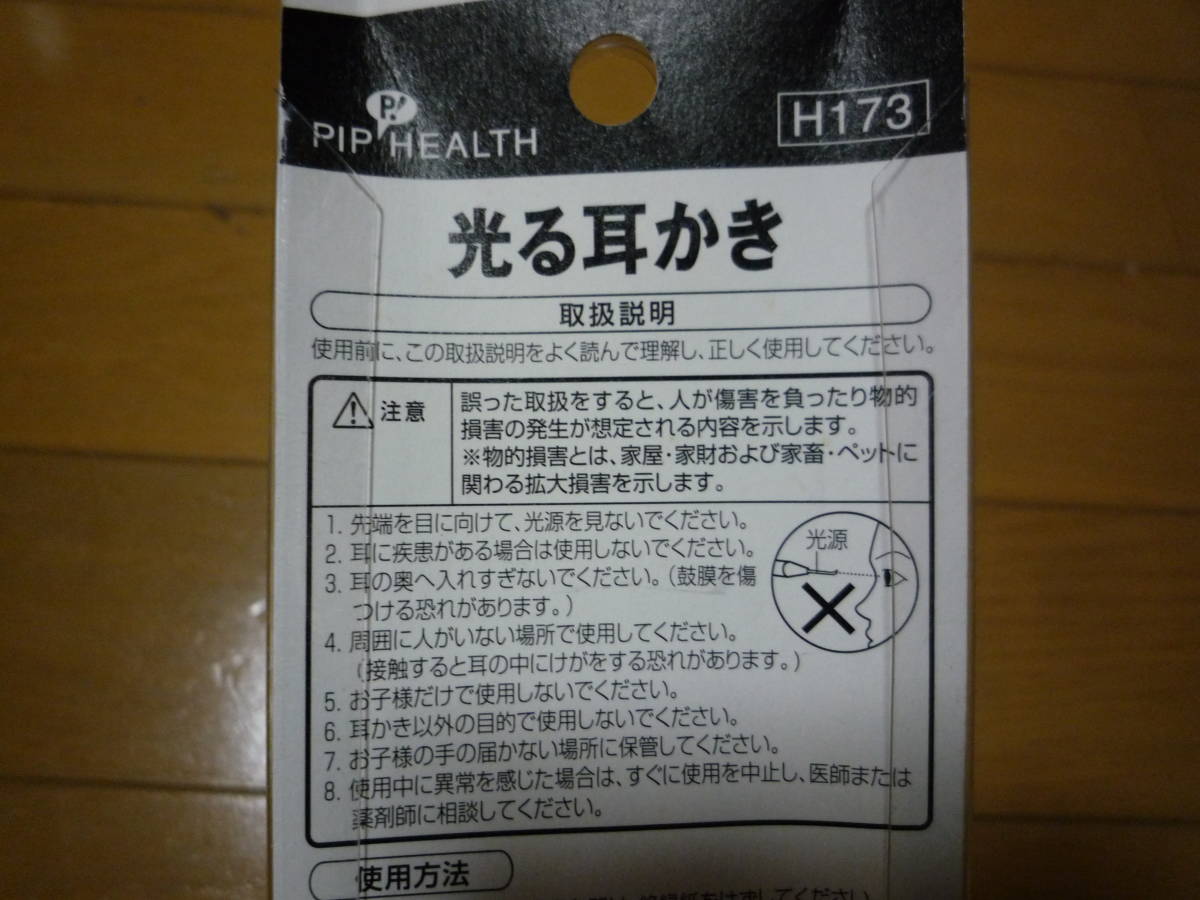 P!
PIP HEALTH
H173
光る耳かき
取扱説明
使用前に、この取扱説明をよく読んで理解し、正しく使用してください。
注意
誤った取扱をすると、人が傷害を負ったり物的
損害の発生が想定される内容を示します。
※物的損害とは、家屋・家財および家畜・ペットに
関わる拡大損害を示します。
1. 先端を目に向けて、光源を見ないでください。
2. 耳に疾患がある場合は使用しないでください。
3. 耳の奥へ入れすぎないでください。(鼓膜を傷
つける恐れがあります。)
光源
4. 周囲に人がいない場所で使用してください。
(接触すると耳の中にけがをする恐れがあります。)
5. お子様だけで使用しないでください。
6. 耳かき以外の目的で使用しないでください。
7. お子様の手の届かない場所に保管してください。
8. 使用中に異常を感じた場合は、すぐに使用を中止し、医師または
薬剤師に相談してください。
使用方法